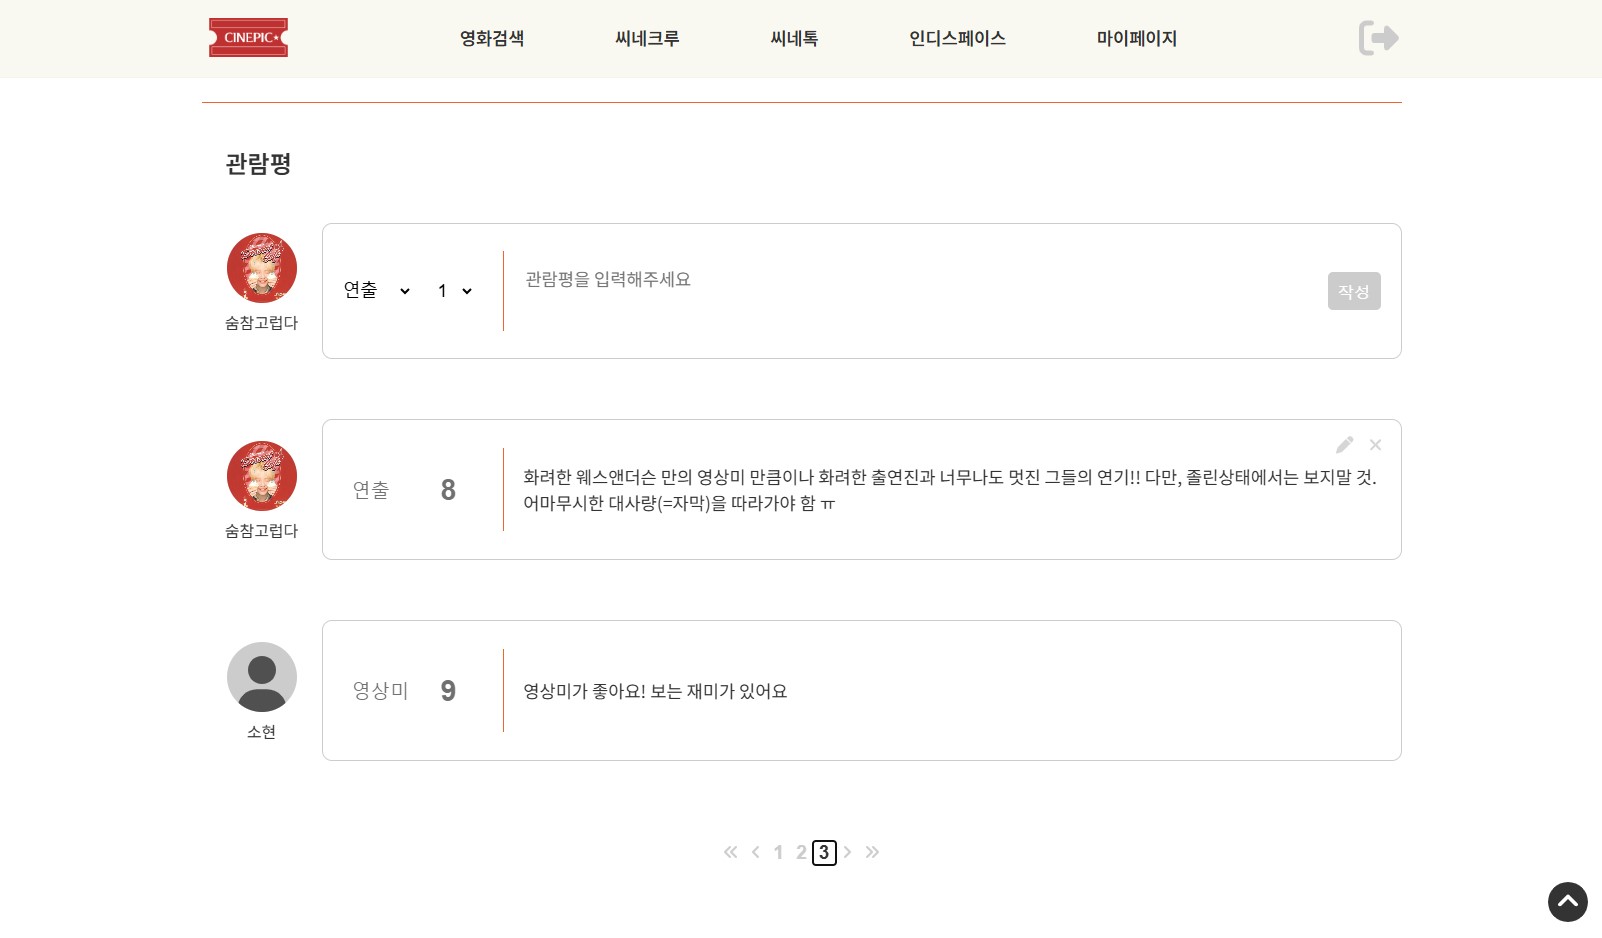 CINEPIC★
영화검색
씨네크루
씨네톡
인디스페이스
마이페이지
관람평
숨참고럽다
연출
1
관람평을 입력해주세요
작성
숨참고럽다
연출
8
화려한 웨스앤더슨 만의 영상미 만큼이나 화려한 출연진과 너무나도 멋진 그들의 연기!! 다만, 졸린상태에서는 보지말 것.
어마무시한 대사량(=자막)을 따라가야 함 ㅠ
소현
영상미
9
영상미가 좋아요! 보는 재미가 있어요
1 2 3